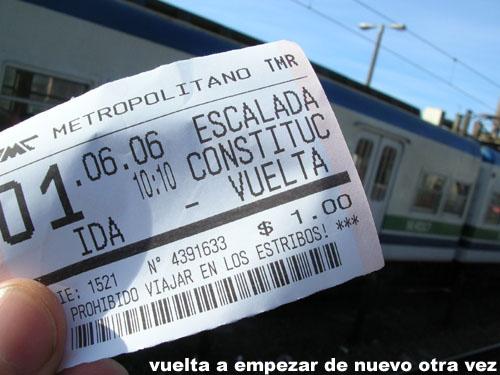 METROPOLITANO TMR
01.06.06 ESCALADA
10:10 CONSTITUC
IDA - VUELTA
$ 1.00
IE: 1521 N° 4391633 ***
PROHIBIDO VIAJAR EN LOS ESTRIBOS!
vuelta a empezar de nuevo otra vez